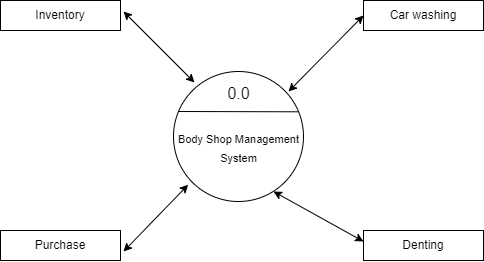 Inventory
Car washing
0.0
Body Shop Management
System
Purchase
Denting